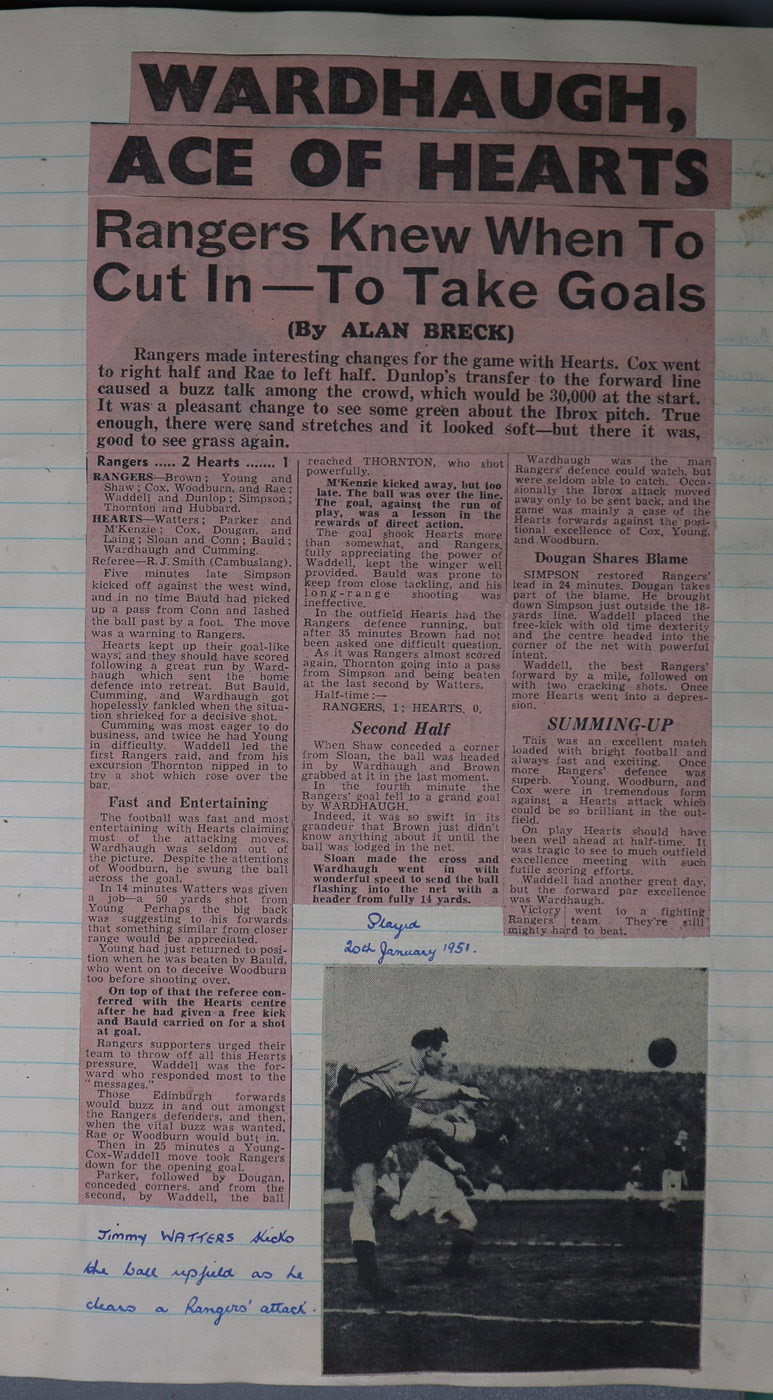 WARDHAUGH,
ACE OF HEARTS
Rangers Knew When To
Cut In—To Take Goals
(By ALAN BRECK)
Rangers made interesting changes for the game with Hearts. Cox went
to right half and Rae to left half. Dunlop's transfer to the forward line
caused a buzz talk among the crowd, which would be 30,000 at the start.
It was a pleasant change to see some green about the Ibrox pitch. True
enough, there were sand stretches and it looked soft—but there it was,
good to see grass again.
Rangers ..... 2 Hearts ....... 1
RANGERS—Brown; Young and
Shaw; Cox, Woodburn, and Rae;
Waddell and Dunlop; Simpson;
Thornton and Hubbard.
HEARTS—Watters; Parker and
M'Kenzie; Cox, Dougan, and
Laing; Sloan and Conn; Bauld;
Wardhaugh and Cumming.
Referee—R. J. Smith (Cambuslang).
Five minutes late Simpson
kicked off against the west wind,
and in no time Bauld had picked
up a pass from Conn and lashed
the ball past by a foot. The move
was a warning to Rangers.
Hearts kept up their goal-like
ways, and they should have scored
following a great run by Ward-
haugh which sent the home
defence into retreat. But Bauld,
Cumming, and Wardhaugh got
hopelessly fankled when the situa-
tion shrieked for a decisive shot.
Cumming was most eager to do
business, and twice he had Young
in difficulty. Waddell led the
first Rangers raid, and from his
excursion Thornton nipped in to
try a shot which rose over the
bar.
Fast and Entertaining
The football was fast and most
entertaining with Hearts claiming
most of the attacking moves.
Wardhaugh was seldom out of
the picture. Despite the attentions
of Woodburn, he swung the ball
across the goal.
In 14 minutes Watters was given
a job—a 50 yards shot from
Young Perhaps the big back
was suggesting to his forwards
that something similar from closer
range would be appreciated.
Young had just returned to posi-
tion when he was beaten by Bauld,
who went on to deceive Woodburn
too before shooting over.
On top of that the referee con-
ferred with the Hearts centre
after he had given a free kick
and Bauld carried on for a shot
at goal.
Rangers supporters urged their
team to throw off all this Hearts
pressure. Waddell was the for-
ward who responded most to the
"messages."
Those Edinburgh forwards
would buzz in and out amongst
the Rangers defenders, and then,
when the vital buzz was wanted,
Rae or Woodburn would butt in.
Then in 25 minutes a Young-
Cox-Waddell move took Rangers
down for the opening goal.
Parker, followed by Dougan,
conceded corners, and from the
second, by Waddell, the ball
reached THORNTON, who shot
powerfully.
M'Kenzie kicked away, but too
late. The ball was over the line.
The goal, against the run of
play, was a lesson in the
rewards of direct action.
The goal shook Hearts more
than somewhat, and Rangers,
fully appreciating the power of
Waddell, kept the winger well
provided. Bauld was prone to
keep from close tackling, and his
long-range shooting was
ineffective.
In the outfield Hearts had the
Rangers defence running, but
after 35 minutes Brown had not
been asked one difficult question.
As it was Rangers almost scored
again, Thornton going into a pass
from Simpson and being beaten
at the last second by Watters.
Half-time:—
RANGERS, 1; HEARTS, 0.
Second Half
When Shaw conceded a corner
from Sloan, the ball was headed
in by Wardhaugh and Brown
grabbed at it in the last moment.
In the fourth minute the
Rangers' goal fell to a grand goal
by WARDHAUGH.
Indeed, it was so swift in its
grandeur that Brown just didn't
know anything about it until the
ball was lodged in the net.
Sloan made the cross and
Wardhaugh went in with
wonderful speed to send the ball
flashing into the net with a
header from fully 14 yards.
Wardhaugh was the man
Rangers' defence could watch, but
were seldom able to catch. Occa-
sionally the Ibrox attack moved
away only to be sent back, and the
game was mainly a case of the
Hearts forwards against the posi-
tional excellence of Cox, Young,
and Woodburn.
Dougan Shares Blame
SIMPSON restored Rangers'
lead in 24 minutes. Dougan takes
part of the blame. He brought
down Simpson just outside the 18-
yards line. Waddell placed the
free-kick with old time dexterity
and the centre headed into the
corner of the net with powerful
intent.
Waddell, the best Rangers'
forward by a mile, followed on
with two cracking shots. Once
more Hearts went into a depres-
sion.
SUMMING-UP
This was an excellent match
loaded with bright football and
always fast and exciting. Once
more Rangers' defence was
superb. Young, Woodburn, and
Cox were in tremendous form
against a Hearts attack which
could be so brilliant in the out-
field.
On play Hearts should have
been well ahead at half-time. It
was tragic to see to much outfield
excellence meeting with such
futile scoring efforts.
Waddell had another great day,
but the forward par excellence
was Wardhaugh.
Victory went to a fighting
Rangers' team. They're still
mighty hard to beat.
Played
20th January 1951.
Jimmy WATTERS kicks
the ball upfield as he
clears a Rangers' attack.